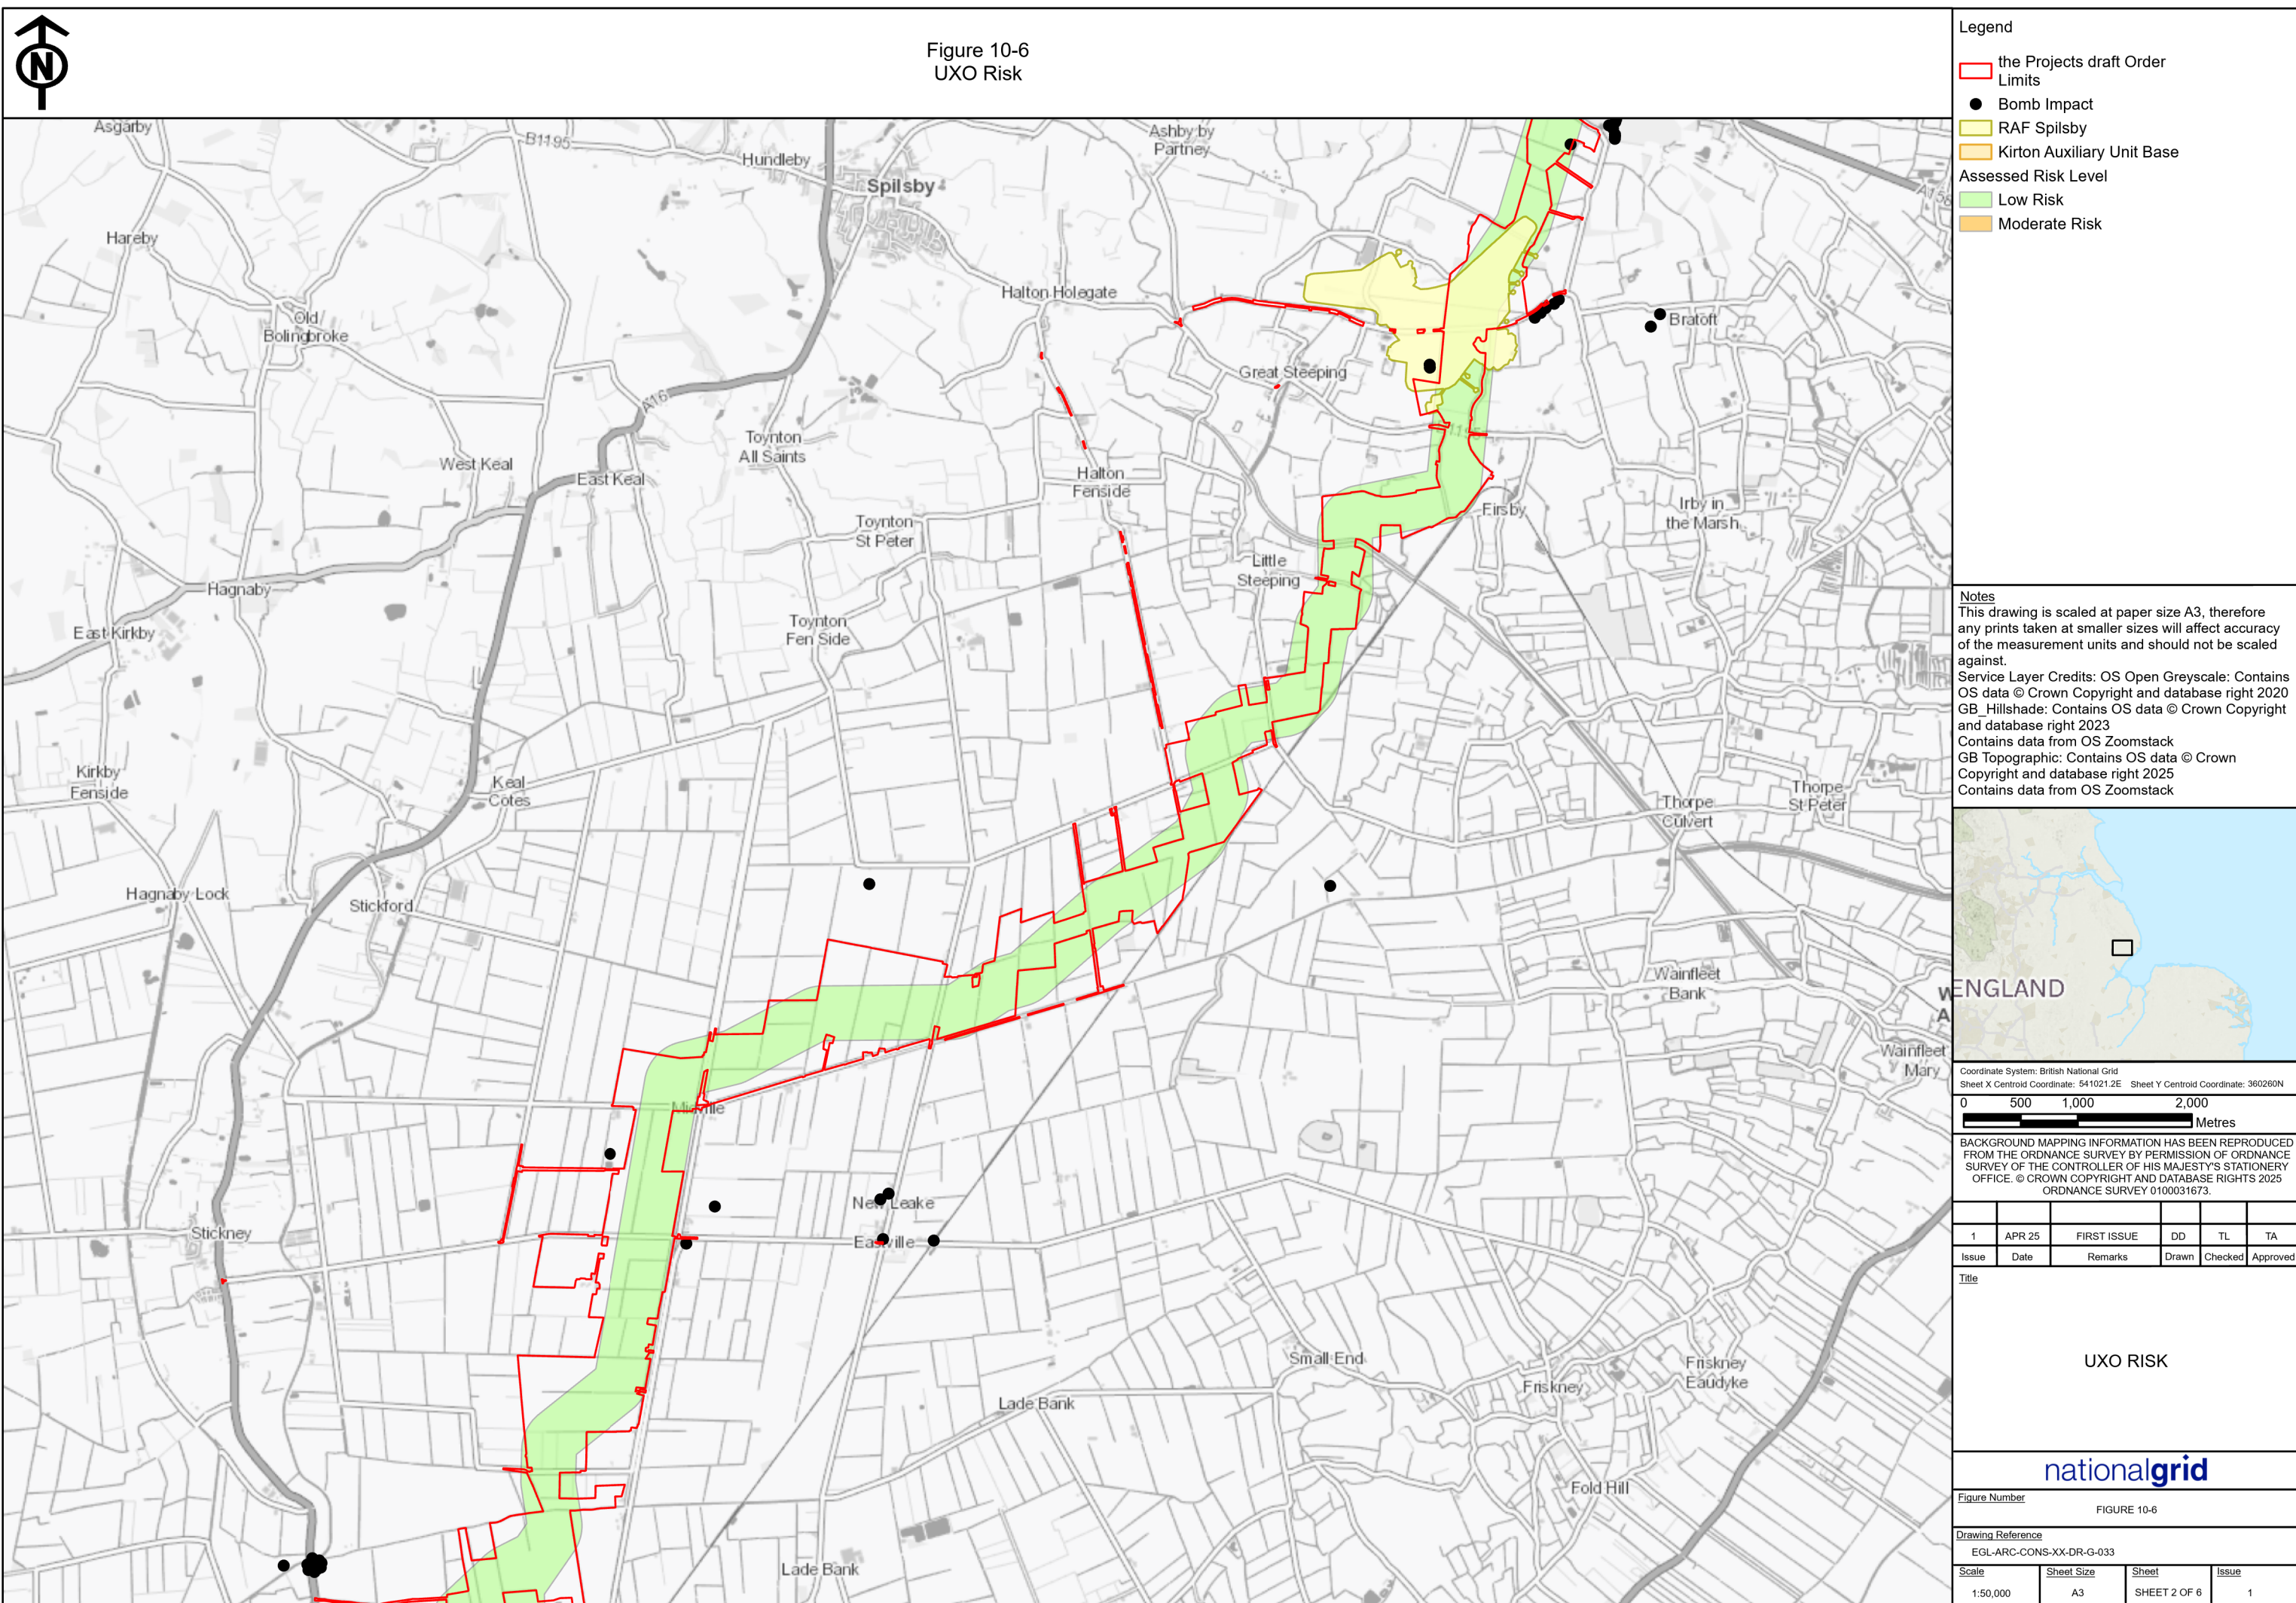 N
Figure 10-6
UXO Risk
Asgarby
B1195
Hundleby
Spilsby
Ashby by
Partney
A158
Hareby
Old
Bolingbroke
Halton Holegate
Bratoft
Great Steeping
A16
Toynton
All Saints
West Keal
East Keal
Halton
Fenside
Toynton
St Peter
Firsby
Irby in
the Marsh
Little
Steeping
Hagnaby
East Kirkby
Toynton
Fen Side
Kirkby
Fenside
Keal
Cotes
Thorpe
Culvert
Thorpe
St Peter
Hagnaby Lock
Stickford
Wainfleet
Bank
Wainfleet
Mary
Midville
New Leake
Eastville
Stickney
Small End
Friskney
Friskney
Eaudyke
Lade Bank
Fold Hill
Lade Bank
Legend
the Projects draft Order
Limits
Bomb Impact
RAF Spilsby
Kirton Auxiliary Unit Base
Assessed Risk Level
Low Risk
Moderate Risk
Notes
This drawing is scaled at paper size A3, therefore
any prints taken at smaller sizes will affect accuracy
of the measurement units and should not be scaled
against.
Service Layer Credits: OS Open Greyscale: Contains
OS data © Crown Copyright and database right 2020
GB_Hillshade: Contains OS data © Crown Copyright
and database right 2023
Contains data from OS Zoomstack
GB Topographic: Contains OS data © Crown
Copyright and database right 2025
Contains data from OS Zoomstack
ENGLAND
Coordinate System: British National Grid
Sheet X Centroid Coordinate: 541021.2E Sheet Y Centroid Coordinate: 360260N
0 500 1,000 2,000
Metres
BACKGROUND MAPPING INFORMATION HAS BEEN REPRODUCED
FROM THE ORDNANCE SURVEY BY PERMISSION OF ORDNANCE
SURVEY OF THE CONTROLLER OF HIS MAJESTY'S STATIONERY
OFFICE. © CROWN COPYRIGHT AND DATABASE RIGHTS 2025
ORDNANCE SURVEY 0100031673.
1 APR 25 FIRST ISSUE DD TL TA
Issue Date Remarks Drawn Checked Approved
Title
UXO RISK
nationalgrid
Figure Number
FIGURE 10-6
Drawing Reference
EGL-ARC-CONS-XX-DR-G-033
Scale Sheet Size Sheet Issue
1:50,000 A3 SHEET 2 OF 6 1